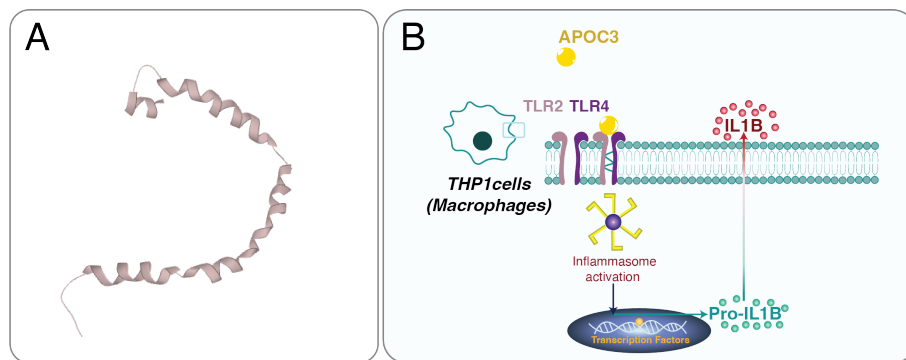 A
B
APOC3
TLR2 TLR4
IL1B
THP1cells
(Macrophages)
Inflammasome
activation
Pro-IL1B
Transcription Factors